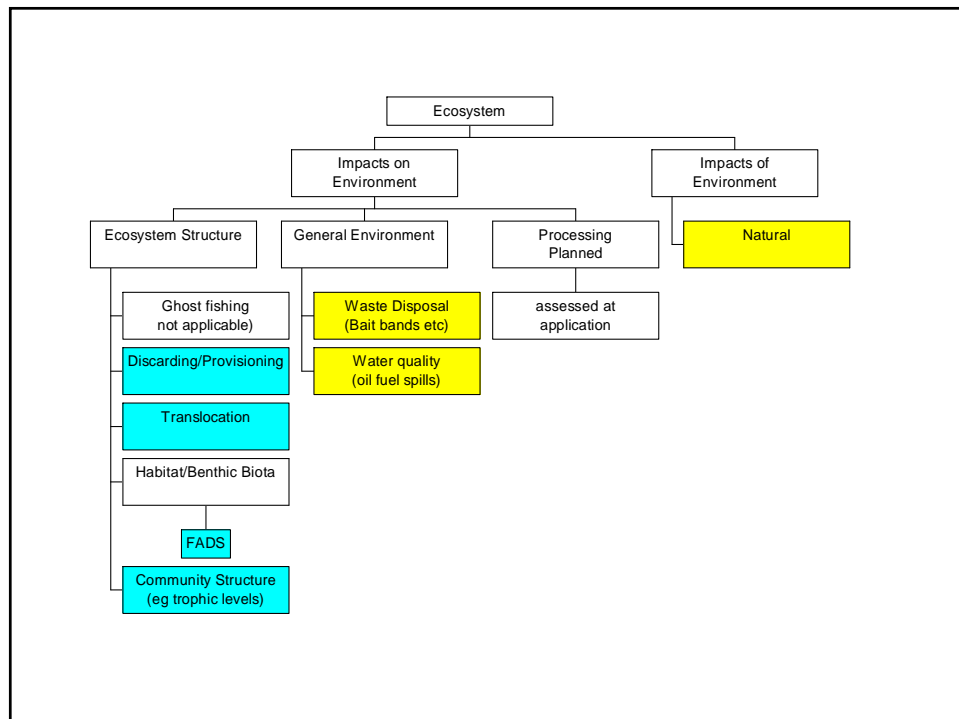 Ecosystem
Impacts on
Environment
Impacts of
Environment
Ecosystem Structure
General Environment
Processing
Planned
Natural
Ghost fishing
not applicable)
Waste Disposal
(Bait bands etc)
assessed at
application
Discarding/Provisioning
Water quality
(oil fuel spills)
Translocation
Habitat/Benthic Biota
FADS
Community Structure
(eg trophic levels)